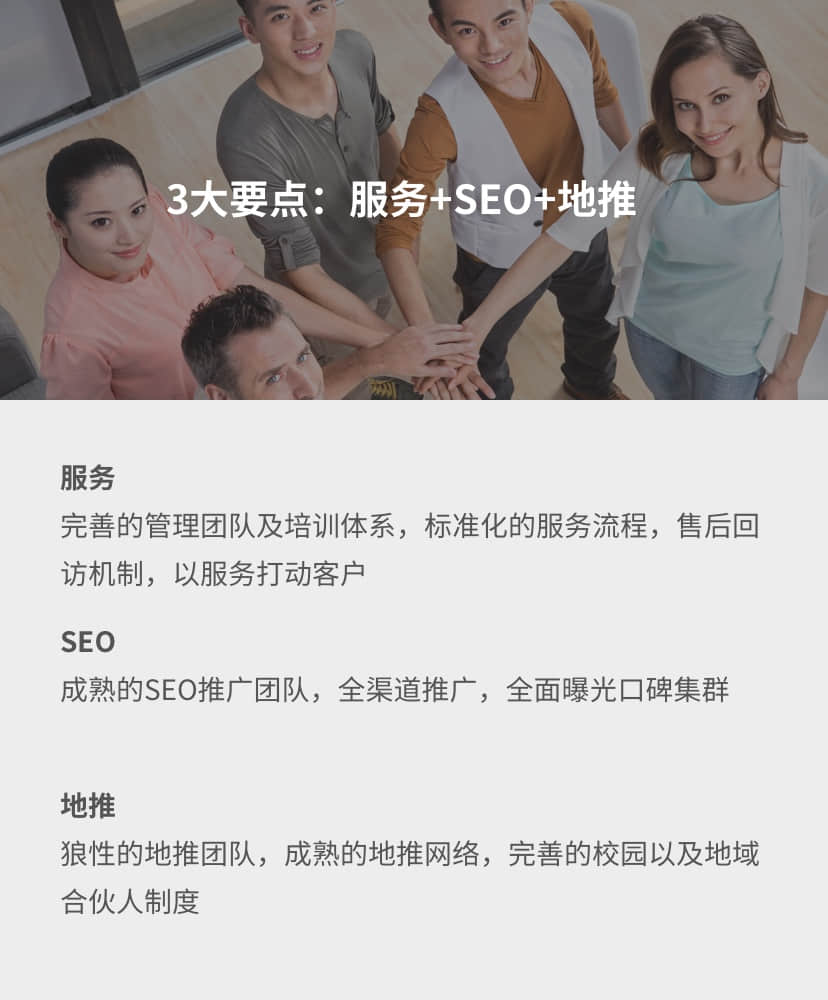 3大要点：服务+SEO+地推
服务
完善的管理团队及培训体系，标准化的服务流程，售后回
访机制，以服务打动客户
SEO
成熟的SEO推广团队，全渠道推广，全面曝光口碑集群
地推
狼性的地推团队，成熟的地推网络，完善的校园以及地域
合伙人制度